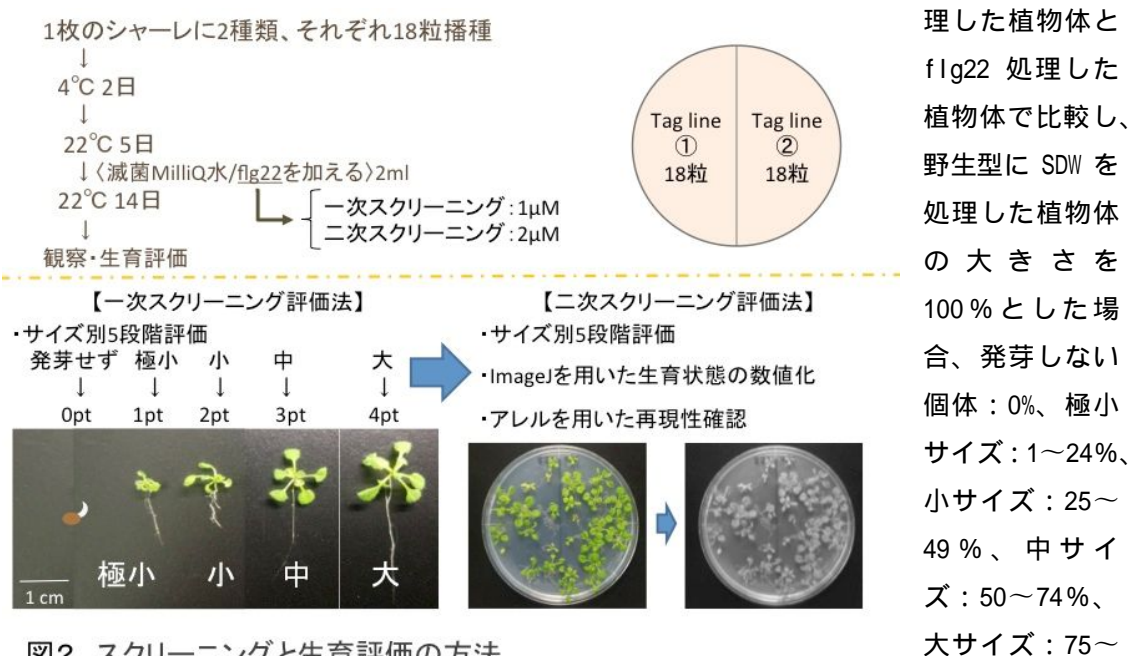 1枚のシャーレに2種類、それぞれ18粒播種
↓
4℃ 2日
↓
22℃ 5日
↓〈滅菌MilliQ水/flg22を加える〉2ml
22℃ 14日
↓
観察・生育評価
一次スクリーニング:1μM
二次スクリーニング:2μM
Tag line
①
18粒
Tag line
②
18粒
【一次スクリーニング評価法】
・サイズ別5段階評価
発芽せず 極小 小 中 大
↓ ↓ ↓ ↓ ↓
0pt 1pt 2pt 3pt 4pt
極小 小 中 大
1 cm
【二次スクリーニング評価法】
・サイズ別5段階評価
・ImageJを用いた生育状態の数値化
・アレルを用いた再現性確認
図2 スクリーニングと生育評価の方法
理した植物体と
flg22 処理した
植物体で比較し、
野生型に SDW を
処理した植物体
の大きさを
100%とした場
合、発芽しない
個体:0%、極小
サイズ:1~24%、
小サイズ:25~
49%、中サイ
ズ:50~74%、
大サイズ:75~